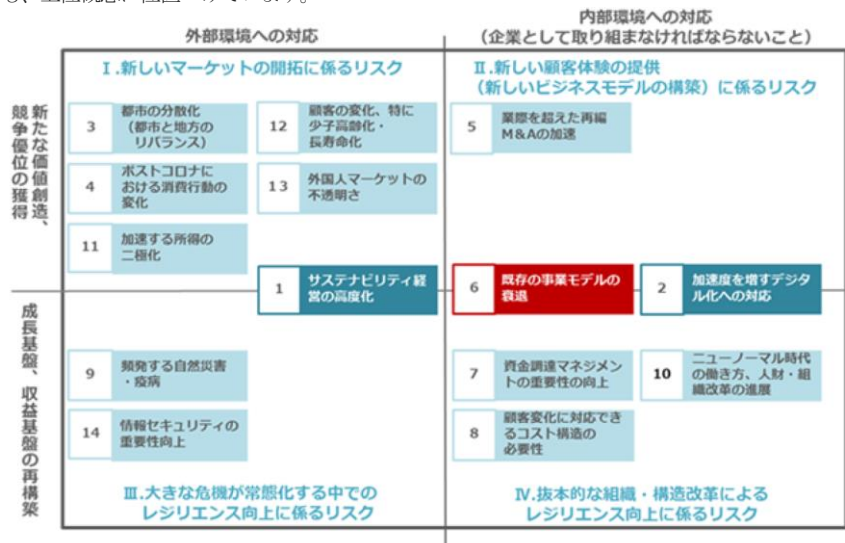 外部環境への対応
内部環境への対応
(企業として取り組まなければならないこと)
新たな価値創造、
競争優位の獲得
Ⅰ.新しいマーケットの開拓に係るリスク
3
都市の分散化
(都市と地方の
リバランス)
12
顧客の変化、特に
少子高齢化・
長寿命化
4
ポストコロナに
おける消費行動の
変化
13
外国人マーケットの
不透明さ
11
加速する所得の
二極化
1
サステナビリティ経
営の高度化
Ⅱ.新しい顧客体験の提供
(新しいビジネスモデルの構築)に係るリスク
5
業際を超えた再編
M&Aの加速
6
既存の事業モデルの
衰退
2
加速度を増すデジタ
ル化への対応
成長基盤、収益基盤の再構築
9
頻発する自然災害
・疫病
14
情報セキュリティの
重要性向上
Ⅲ.大きな危機が常態化する中での
レジリエンス向上に係るリスク
7
資金調達マネジメン
トの重要性の向上
10
ニューノーマル時代
の働き方、人財・組
織改革の進展
8
顧客変化に対応でき
るコスト構造の
必要性
Ⅳ.抜本的な組織・構造改革による
レジリエンス向上に係るリスク